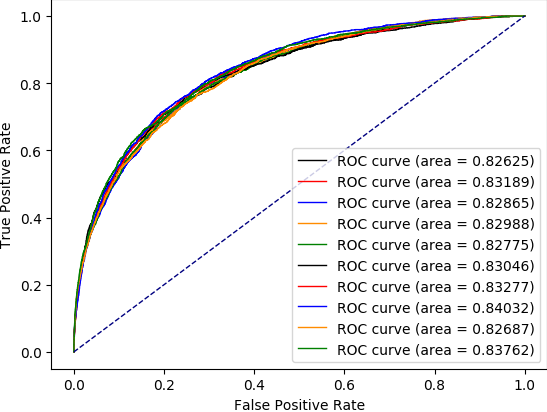 1.0
0.8
0.6
0.4
0.2
0.0
True Positive Rate
ROC curve (area = 0.82625)
ROC curve (area = 0.83189)
ROC curve (area = 0.82865)
ROC curve (area = 0.82988)
ROC curve (area = 0.82775)
ROC curve (area = 0.83046)
ROC curve (area = 0.83277)
ROC curve (area = 0.84032)
ROC curve (area = 0.82687)
ROC curve (area = 0.83762)
0.0 0.2 0.4 0.6 0.8 1.0
False Positive Rate